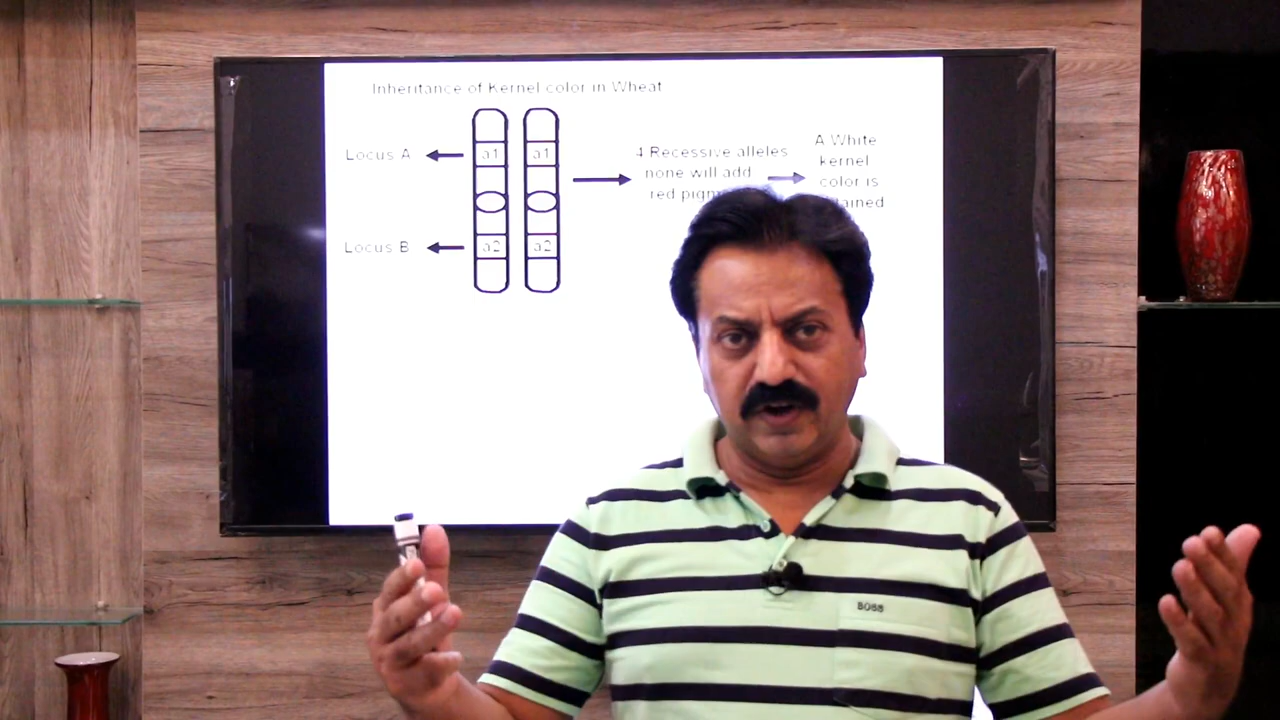 Inheritance of Kernel color in Wheat
Locus A
a1
a1
4 Recessive alleles
none will add
red
A White
kernel
color is
Locus B
a2
a2
BOSS